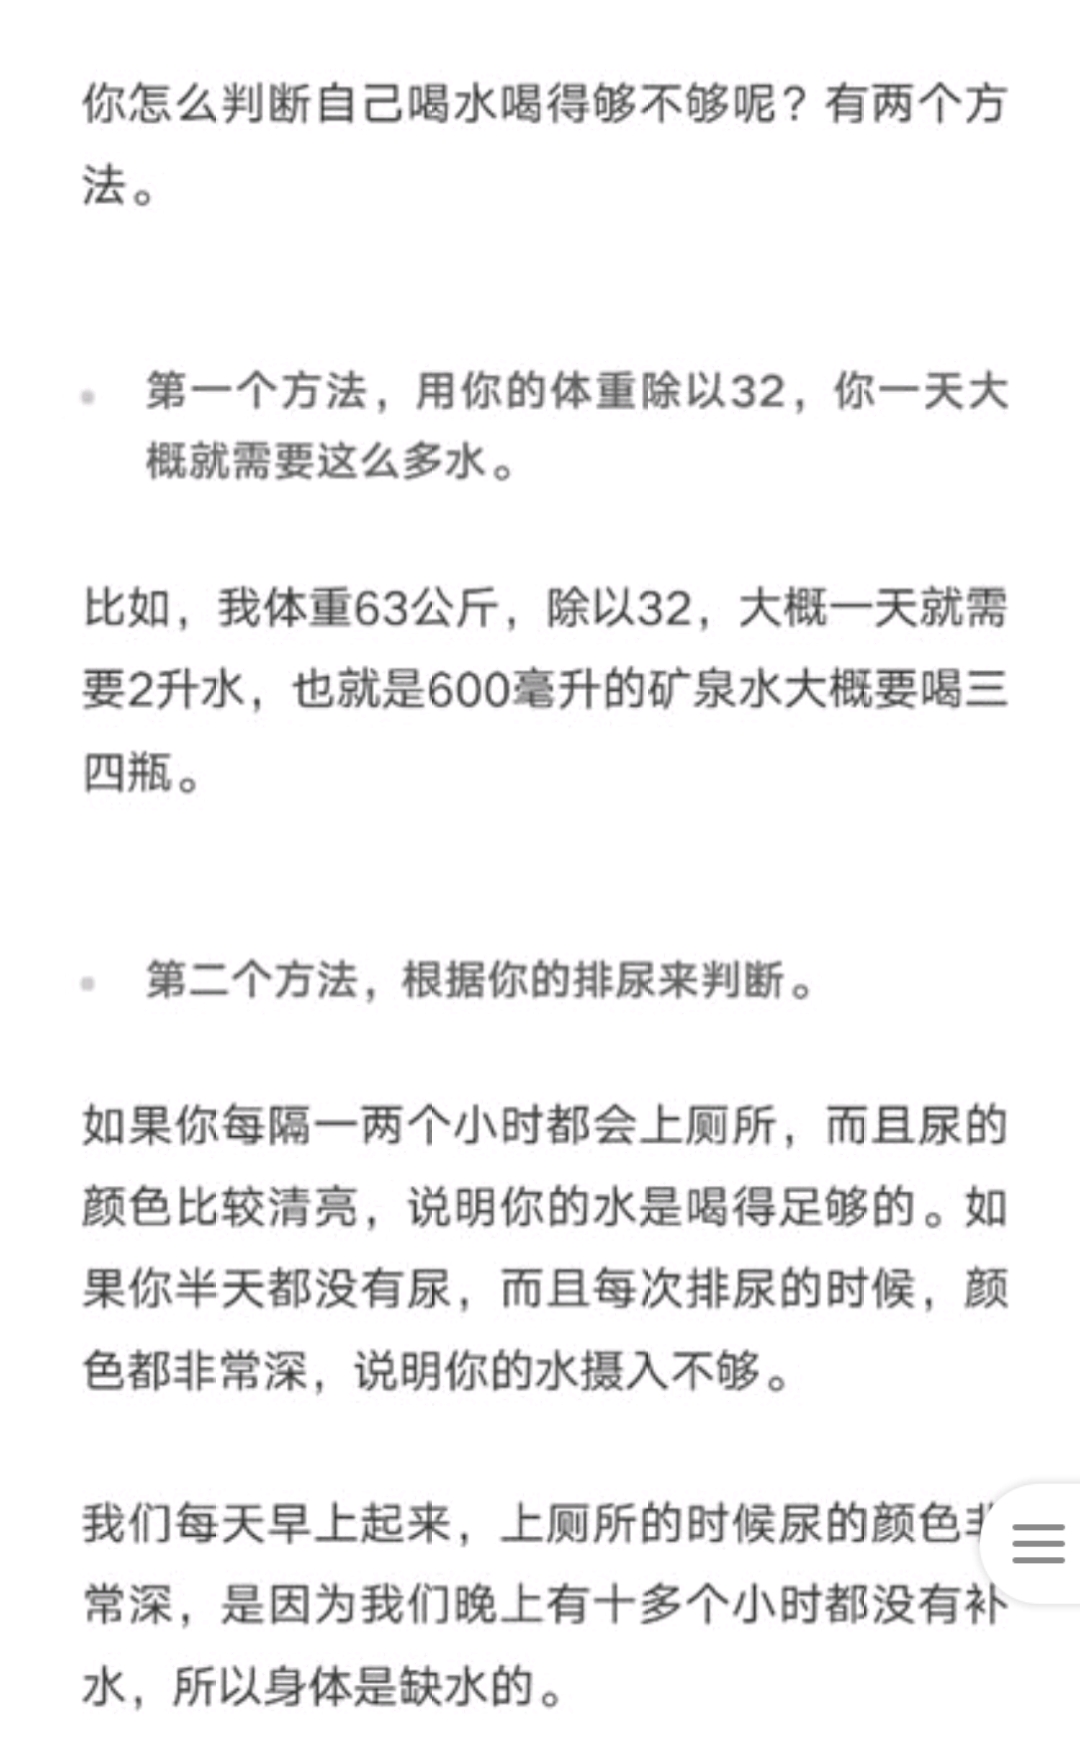 你怎么判断自己喝水喝得够不够呢？有两个方
法。
第一个方法，用你的体重除以32，你一天大
概就需要这么多水。
比如，我体重63公斤，除以32，大概一天就需
要2升水，也就是600毫升的矿泉水大概要喝三
四瓶。
第二个方法，根据你的排尿来判断。
如果你每隔一两个小时都会上厕所，而且尿的
颜色比较清亮，说明你的水是喝得足够的。如
果你半天都没有尿，而且每次排尿的时候，颜
色都非常深，说明你的水摄入不够。
我们每天早上起来，上厕所的时候尿的颜色非
常深，是因为我们晚上有十多个小时都没有补
水，所以身体是缺水的。